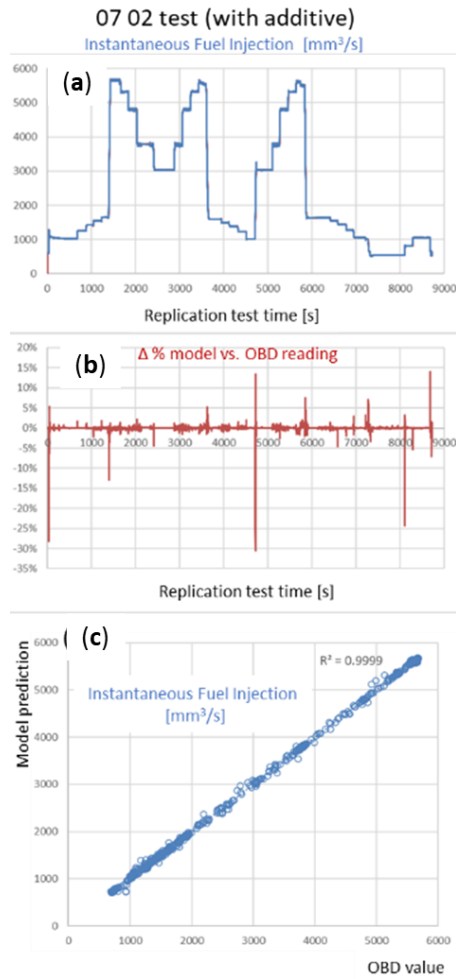 07 02 test (with additive)
Instantaneous Fuel Injection [mm³/s]
(a)
6000
5000
4000
3000
2000
1000
0
0 1000 2000 3000 4000 5000 6000 7000 8000 9000
Replication test time [s]
(b)
Δ % model vs. OBD reading
20%
15%
10%
5%
0%
0 1000 2000 3000 4000 5000 6000 7000 8000 9000
-5%
-10%
-15%
-20%
-25%
-30%
-35%
Replication test time [s]
( (c)
6000
R² = 0.9999
Instantaneous Fuel Injection
[mm³/s]
Model prediction
5000
4000
3000
2000
1000
0
0 1000 2000 3000 4000 5000 6000
OBD value